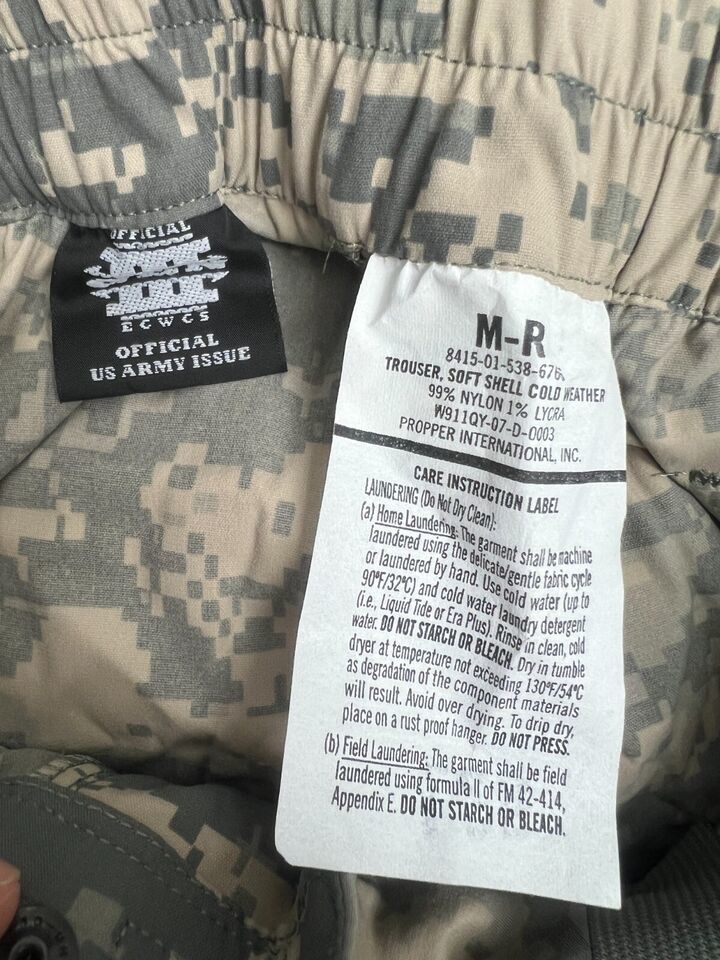 OFFICIAL
ECWCS
OFFICIAL
US ARMY ISSUE
M-R
8415-01-538-676
TROUSER, SOFT SHELL COLD WEATHER
99% NYLON 1% LYCRA
W911QY-07-D-0003
PROPPER INTERNATIONAL, INC.
CARE INSTRUCTION LABEL
LAUNDERING (Do Not Dry Clean):
(a) Home Laundering: The garment shall be machine
laundered using the delicate/gentle fabric cycle
or laundered by hand. Use cold water (up to
90°F/32°C) and cold water laundry detergent
(i.e., Liquid Tide or Era Plus). Rinse in clean, cold
water. DO NOT STARCH OR BLEACH. Dry in tumble
dryer at temperature not exceeding 130°F/54°C
as degradation of the component materials
will result. Avoid over drying. To drip dry,
place on a rust proof hanger. DO NOT PRESS.
(b) Field Laundering: The garment shall be field
laundered using formula II of FM 42-414,
Appendix E. DO NOT STARCH OR BLEACH.